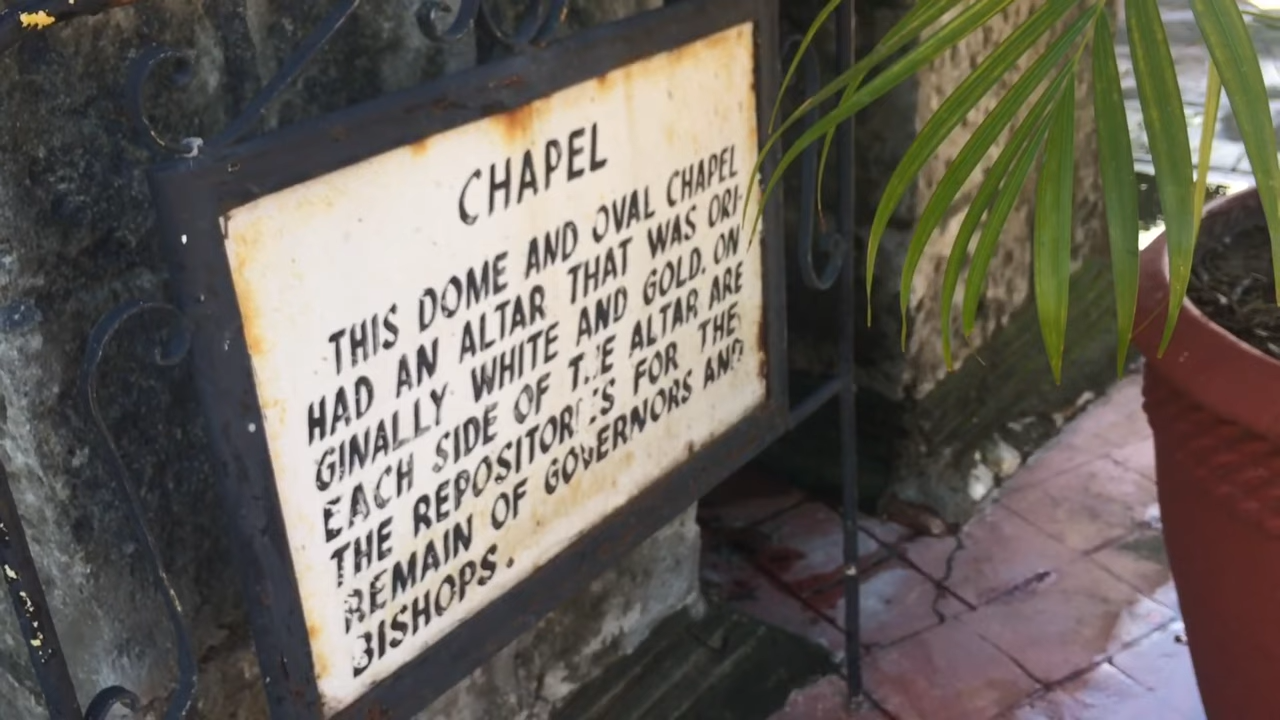 CHAPEL
THIS DOME AND OVAL CHAPEL
HAD AN ALTAR THAT WAS ORI-
GINALLY WHITE AND GOLD. ON
EACH SIDE OF THE ALTAR ARE
THE REPOSITORIES FOR THE
REMAIN OF GOVERNORS AND
BISHOPS.